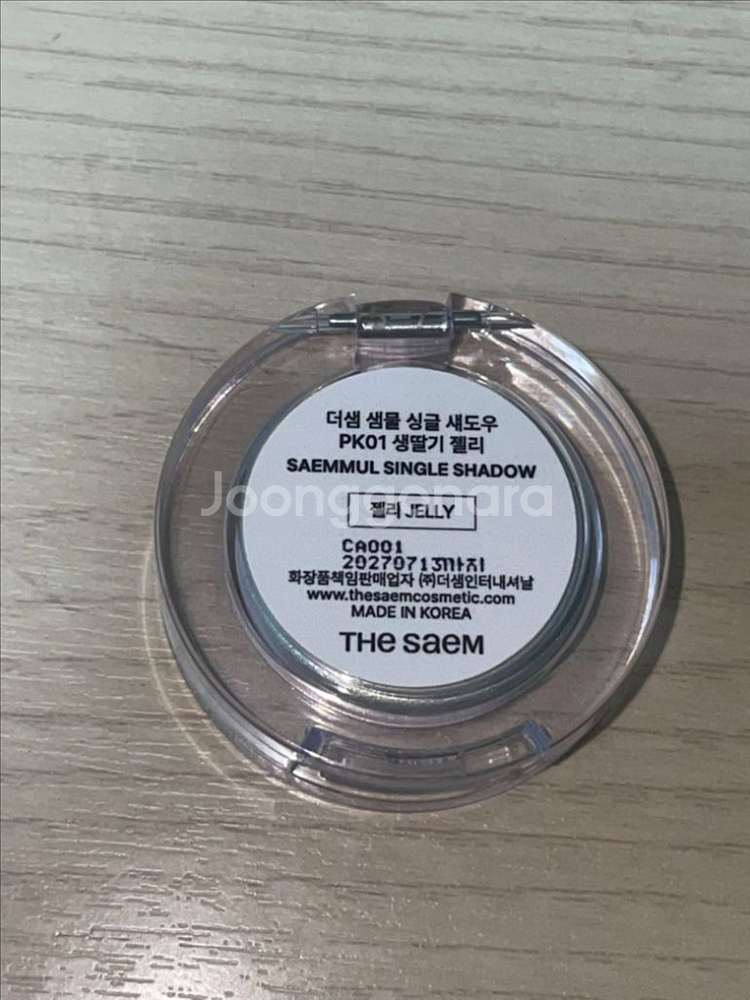 더샘 샘물 싱글 섀도우
PK01 생딸기 젤리
SAEMMUL SINGLE SHADOW
Joonggonara
젤리 JELLY
CA001
20270713까지
화장품책임판매업자 ㈜더샘인터내셔날
www.thesaemcosmetic.com
MADE IN KOREA
THE SAEM